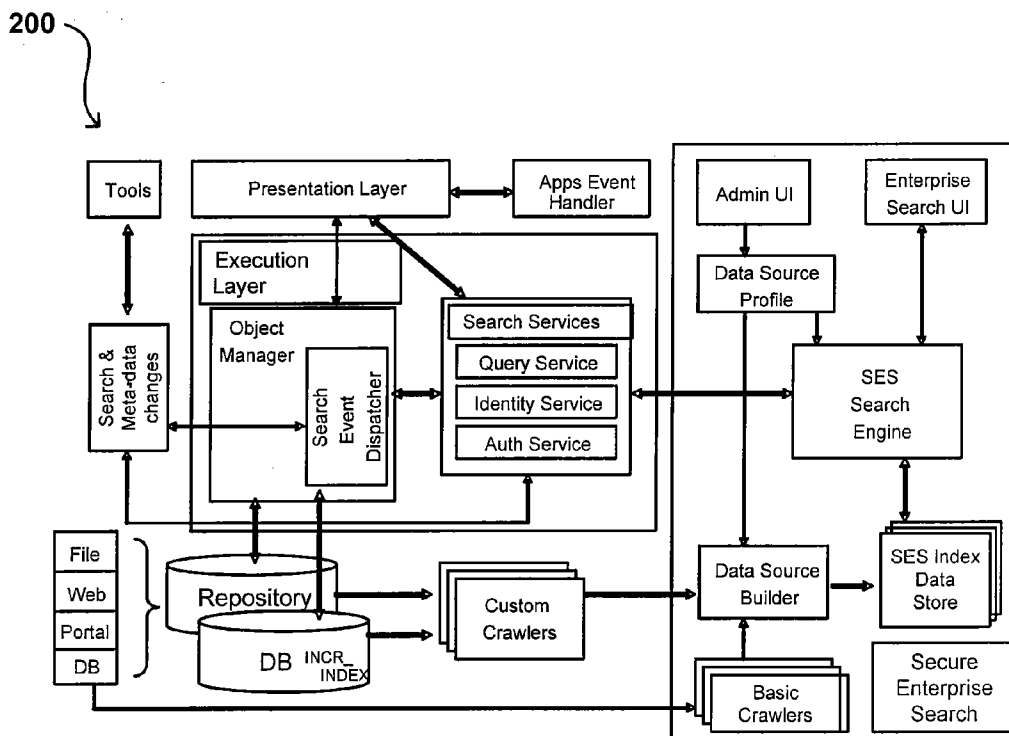 200
Tools
Presentation Layer
Apps Event
Handler
Admin UI
Enterprise
Search UI
Execution
Layer
Data Source
Profile
Object
Manager
Search Services
Query Service
Identity Service
Auth Service
Search
Event
Dispatcher
Search &
Meta-data
changes
SES
Search
Engine
File
Web
Portal
DB
Repository
DB INCR_
INDEX
Custom
Crawlers
Data Source
Builder
SES Index
Data
Store
Basic
Crawlers
Secure
Enterprise
Search